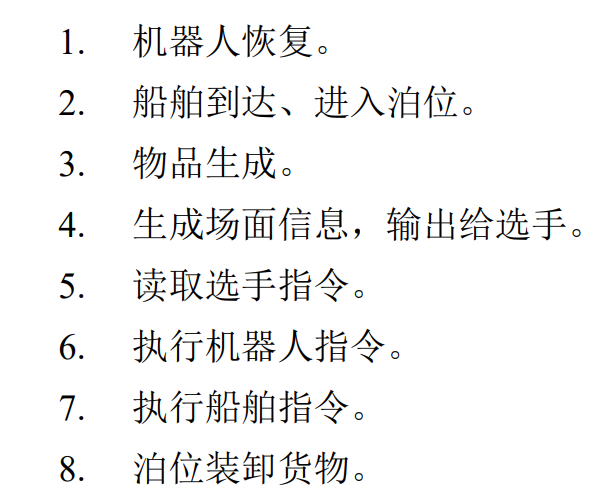 1. 机器人恢复。
2. 船舶到达、进入泊位。
3. 物品生成。
4. 生成场面信息，输出给选手。
5. 读取选手指令。
6. 执行机器人指令。
7. 执行船舶指令。
8. 泊位装卸货物。